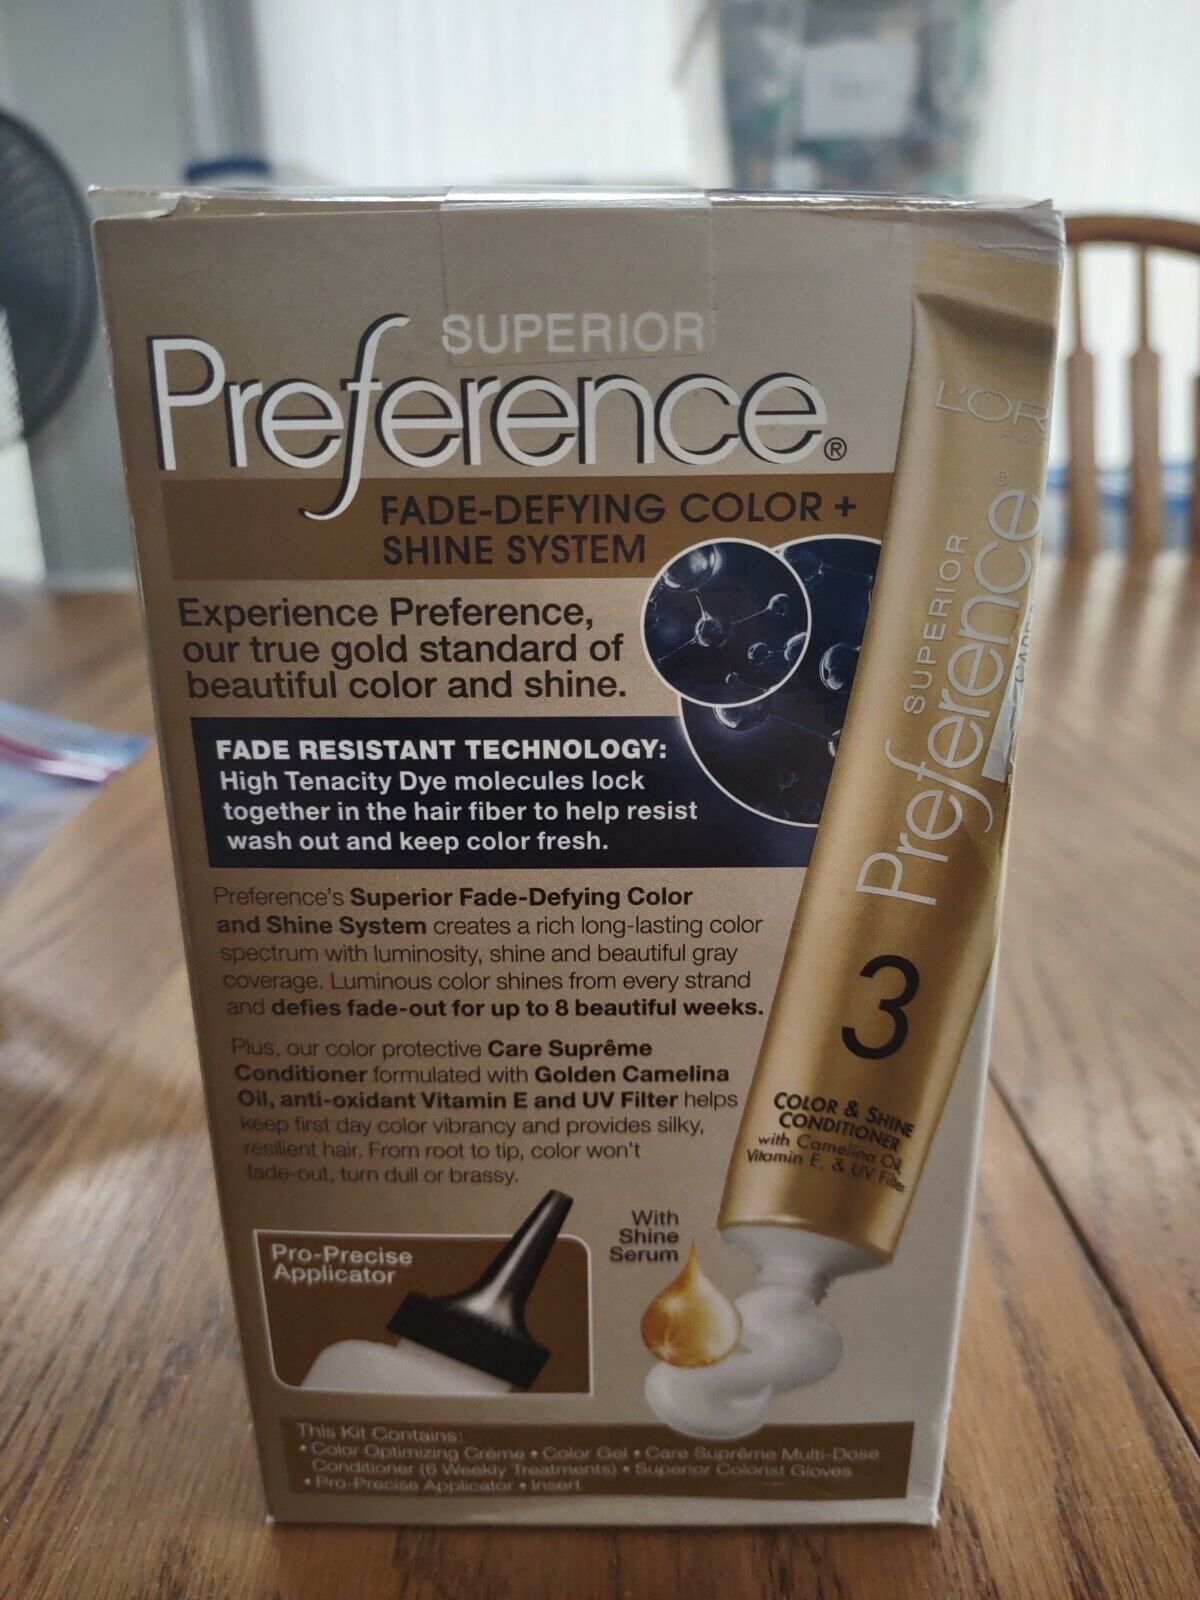 SUPERIOR
Preference®
FADE-DEFYING COLOR +
SHINE SYSTEM
Experience Preference,
our true gold standard of
beautiful color and shine.
FADE RESISTANT TECHNOLOGY:
High Tenacity Dye molecules lock
together in the hair fiber to help resist
wash out and keep color fresh.
Preference's Superior Fade-Defying Color
and Shine System creates a rich long-lasting color
spectrum with luminosity, shine and beautiful gray
coverage. Luminous color shines from every strand
and defies fade-out for up to 8 beautiful weeks.
Plus, our color protective Care Suprême
Conditioner formulated with Golden Camelina
Oil, anti-oxidant Vitamin E and UV Filter helps
keep first day color vibrancy and provides silky,
resilient hair. From root to tip, color won't
fade-out, turn dull or brassy.
Pro-Precise
Applicator
With
Shine
Serum
This Kit Contains:
• Color Optimizing Crème • Color Gel • Care Suprême Multi-Dose
Conditioner (6 Weekly Treatments) • Superior Colorist Gloves
• Pro-Precise Applicator • Insert
L'OR
PA
SUPERIOR
Preference®
3
COLOR & SHINE
CONDITIONER
with Camelina Oil,
Vitamin E, & UV Filter